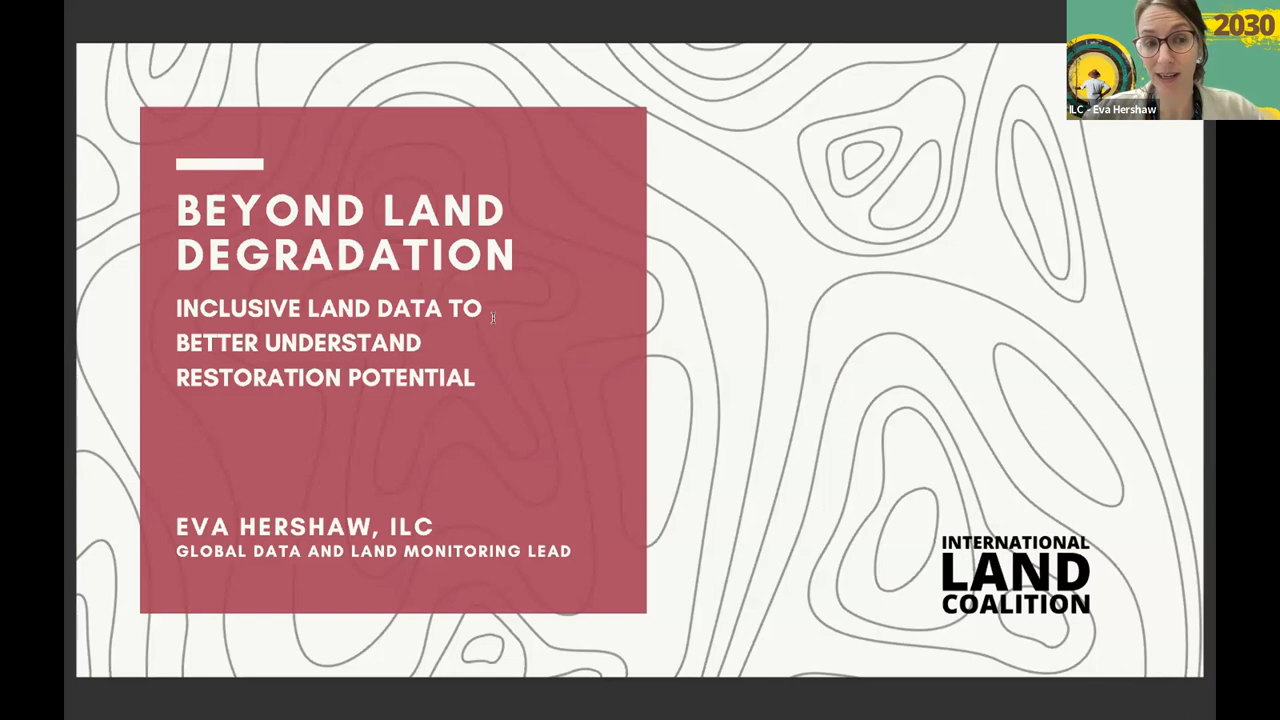 2030
ILC - Eva Hershaw
BEYOND LAND
DEGRADATION
INCLUSIVE LAND DATA TO
BETTER UNDERSTAND
RESTORATION POTENTIAL
EVA HERSHAW, ILC
GLOBAL DATA AND LAND MONITORING LEAD
INTERNATIONAL
LAND
COALITION